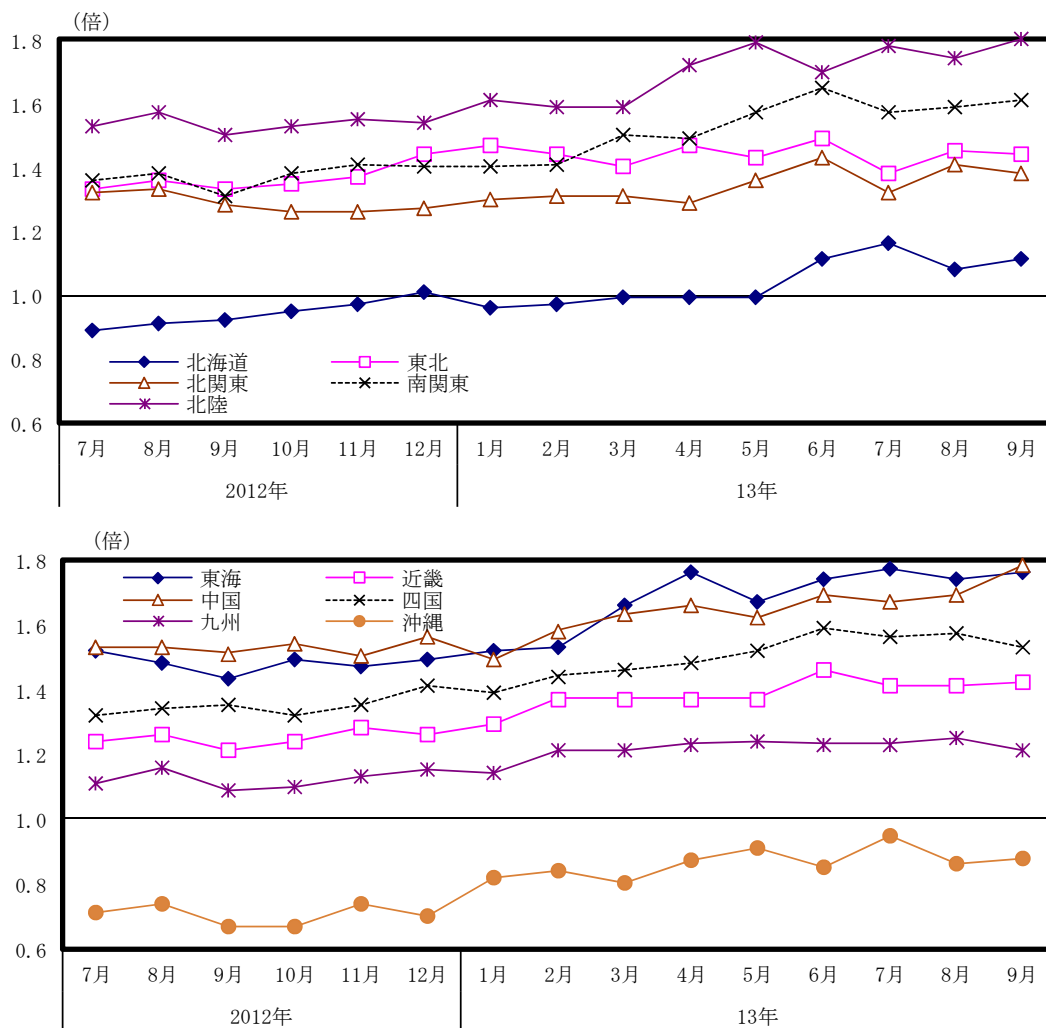 (倍)
1.8
1.6
1.4
1.2
1.0
0.8
0.6
北海道 東北
北関東 南関東
北陸
7月 8月 9月 10月 11月 12月 1月 2月 3月 4月 5月 6月 7月 8月 9月
2012年 13年
(倍)
1.8
1.6
1.4
1.2
1.0
0.8
0.6
東海 近畿
中国 四国
九州 沖縄
7月 8月 9月 10月 11月 12月 1月 2月 3月 4月 5月 6月 7月 8月 9月
2012年 13年